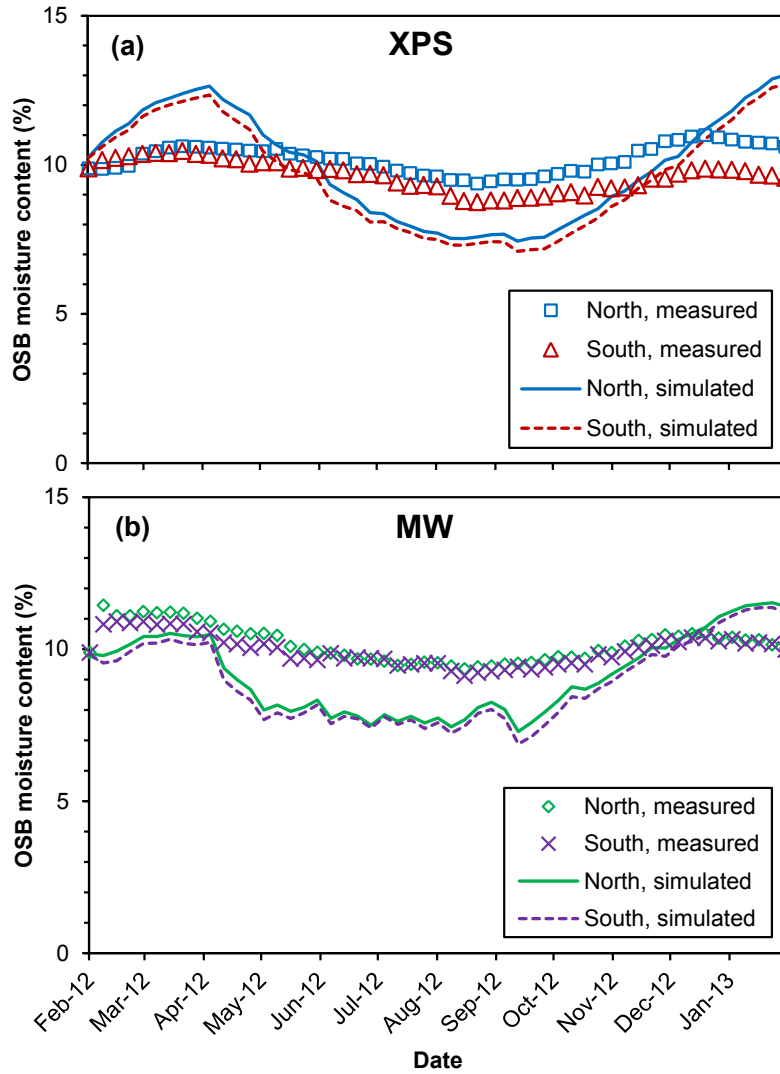 (a)
XPS
OSB moisture content (%)
15
10
5
0
North, measured
South, measured
North, simulated
South, simulated
(b)
MW
OSB moisture content (%)
15
10
5
0
North, measured
South, measured
North, simulated
South, simulated
Feb-12
Mar-12
Apr-12
May-12
Jun-12
Jul-12
Aug-12
Sep-12
Oct-12
Nov-12
Dec-12
Jan-13
Date